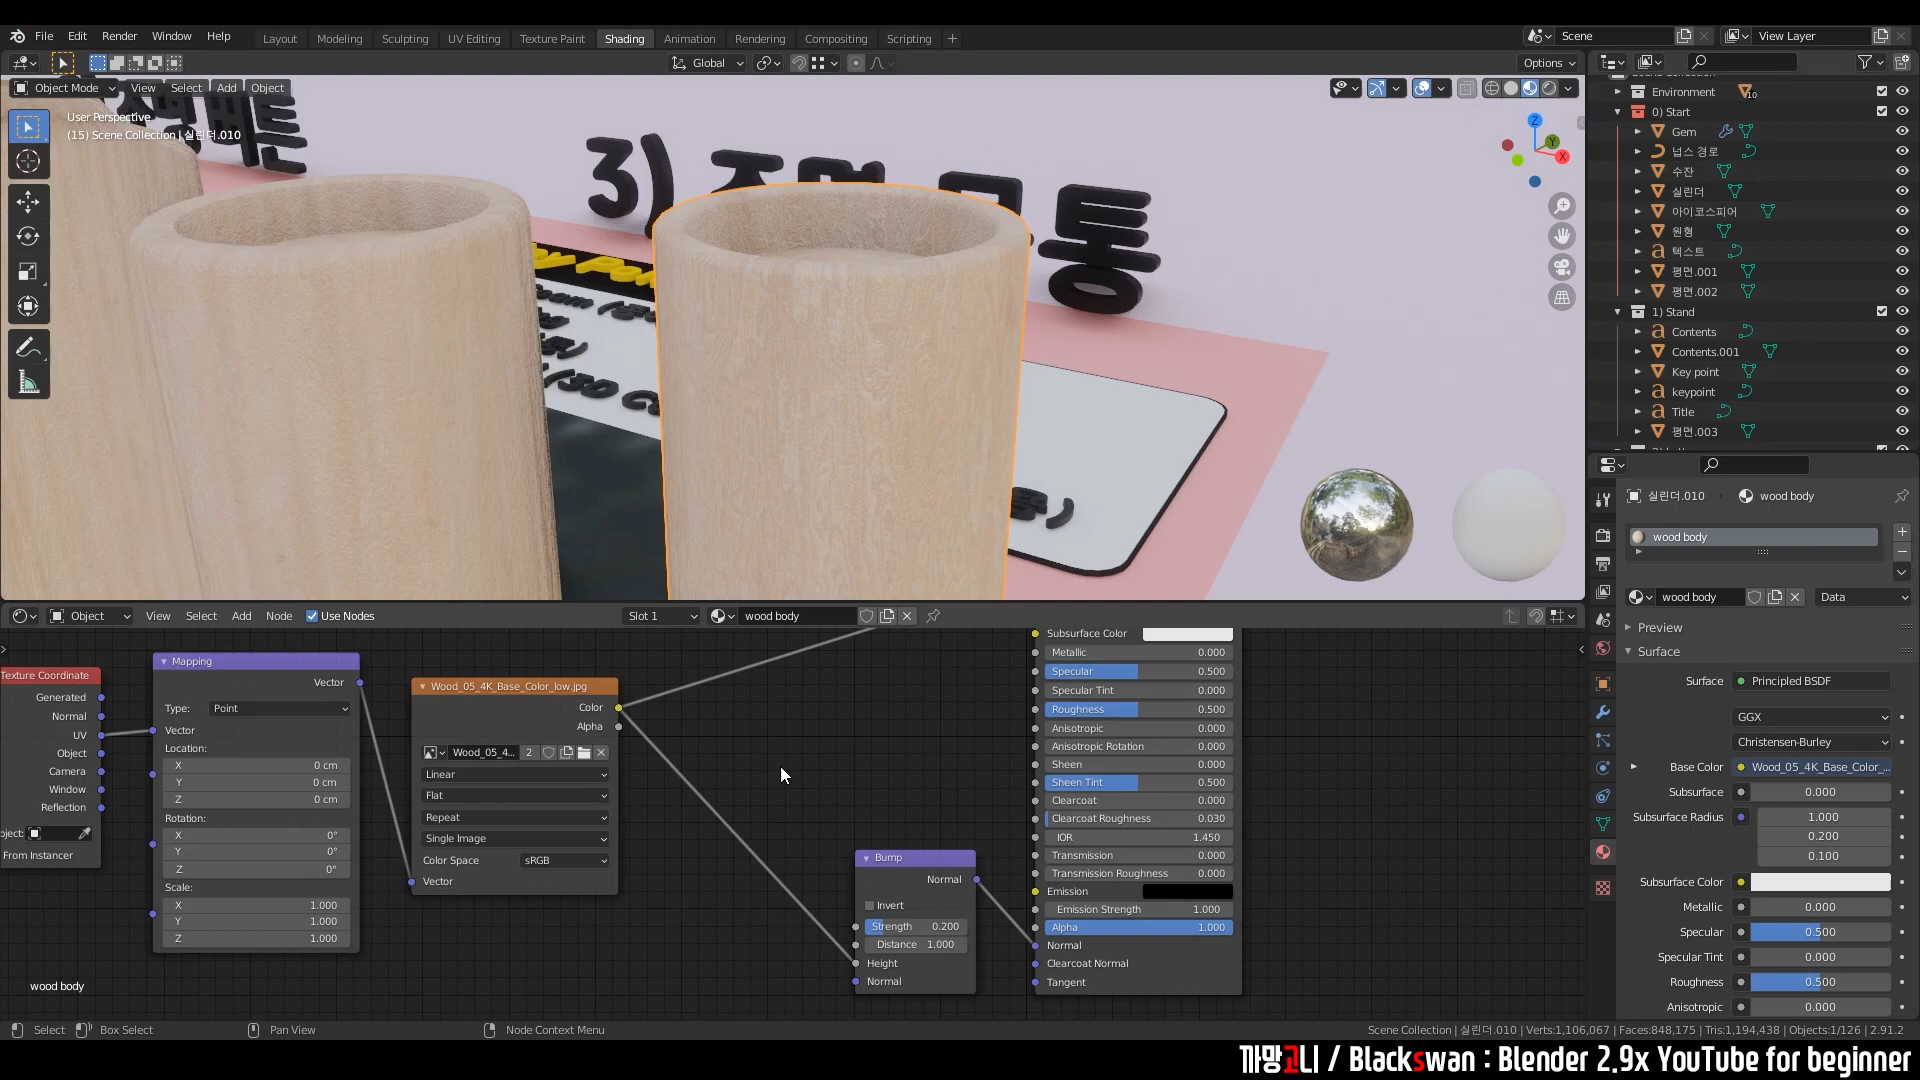 File Edit Render Window Help
Layout Modeling Sculpting UV Editing Texture Paint Shading Animation Rendering Compositing Scripting +
Scene
View Layer
Global
Options
Object Mode View Select Add Object
User Perspective
(15) Scene Collection | 실린더.010
3)
Z
Y
X
Environment
10
0) Start
Gem
넙스 경로
수잔
실린더
아이코스피어
원형
텍스트
평면.001
평면.002
1) Stand
Contents
Contents.001
Key point
keypoint
Title
평면.003
Object View Select Add Node Use Nodes Slot 1 wood body
Texture Coordinate
Generated
Normal
UV
Object
Camera
Window
Reflection
From Instancer
Mapping
Vector
Type: Point
Vector
Location:
X 0 cm
Y 0 cm
Z 0 cm
Rotation:
X 0°
Y 0°
Z 0°
Scale:
X 1.000
Y 1.000
Z 1.000
Wood_05_4K_Base_Color_low.jpg
Color
Alpha
Wood_05_4... 2
Linear
Flat
Repeat
Single Image
Color Space sRGB
Vector
Bump
Normal
Invert
Strength 0.200
Distance 1.000
Height
Normal
Subsurface Color
Metallic 0.000
Specular 0.500
Specular Tint 0.000
Roughness 0.500
Anisotropic 0.000
Anisotropic Rotation 0.000
Sheen 0.000
Sheen Tint 0.500
Clearcoat 0.000
Clearcoat Roughness 0.030
IOR 1.450
Transmission 0.000
Transmission Roughness 0.000
Emission
Emission Strength 1.000
Alpha 1.000
Normal
Clearcoat Normal
Tangent
wood body
실린더.010 > wood body
wood body
wood body Data
Preview
Surface
Surface Principled BSDF
GGX
Christensen-Burley
Base Color Wood_05_4K_Base_Color_...
Subsurface 0.000
Subsurface Radius 1.000
0.200
0.100
Subsurface Color
Metallic 0.000
Specular 0.500
Specular Tint 0.000
Roughness 0.500
Anisotropic 0.000
Select Box Select Pan View Node Context Menu
Scene Collection | 실린더.010 | Verts:1,106,067 | Faces:848,175 | Tris:1,194,438 | Objects:1/126 | 2.91.2
까망고니 / Blackswan : Blender 2.9x YouTube for beginner